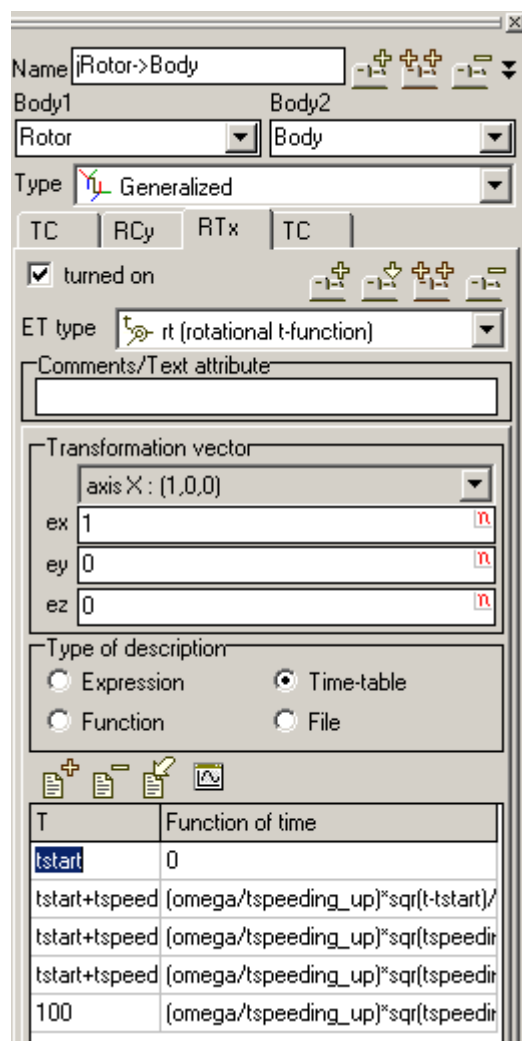 Name jRotor->Body
Body1 Body2
Rotor Body
Type Generalized
TC RCy RTx TC
turned on
ET type rt (rotational t-function)
Comments/Text attribute
Transformation vector
axis X : (1,0,0)
ex 1 n
ey 0 n
ez 0 n
Type of description
Expression Time-table
Function File
T Function of time
tstart 0
tstart+tspeed (omega/tspeeding_up)*sqr(t-tstart)/
tstart+tspeed (omega/tspeeding_up)*sqr(tspeedin
tstart+tspeed (omega/tspeeding_up)*sqr(tspeedin
100 (omega/tspeeding_up)*sqr(tspeedin